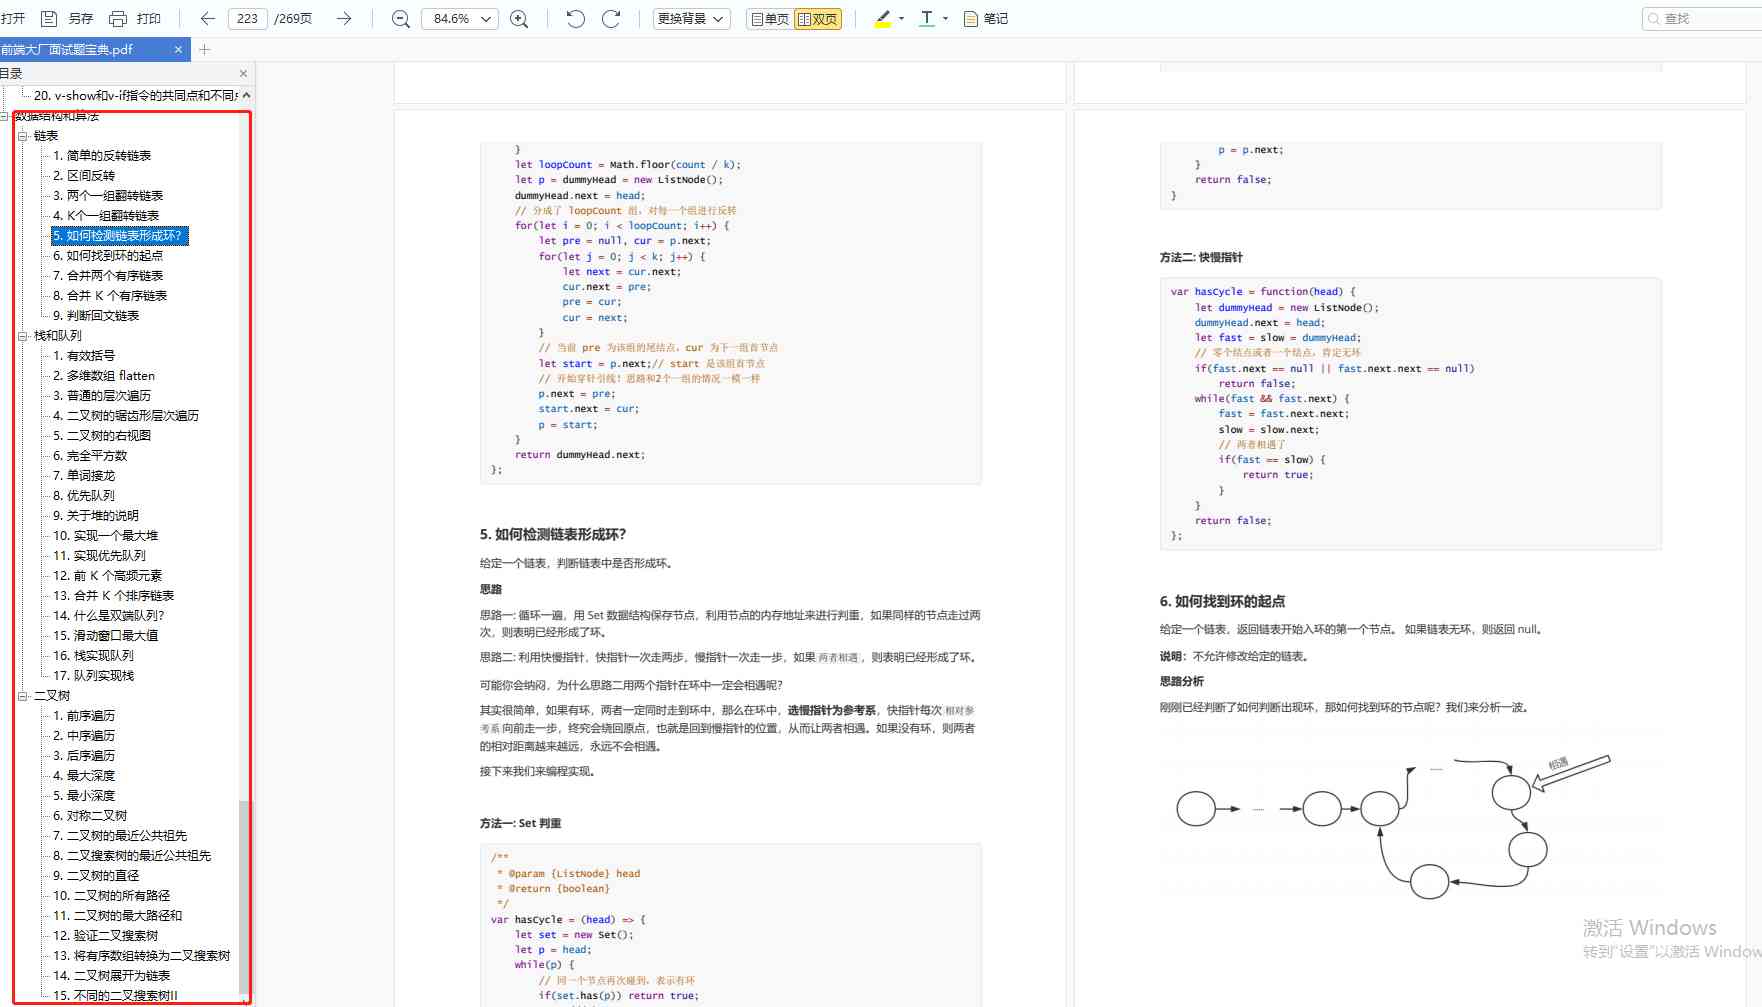 打开 另存 打印 223 /269页 84.6% 更换背景 单页 双页 T 笔记 查找
前端大厂面试题宝典.pdf
目录
20. v-show和v-if指令的共同点和不同点
数据结构和算法
链表
1. 简单的反转链表
2. 区间反转
3. 两个一组翻转链表
4. K个一组翻转链表
5. 如何检测链表形成环?
6. 如何找到环的起点
7. 合并两个有序链表
8. 合并 K 个有序链表
9. 判断回文链表
栈和队列
1. 有效括号
2. 多维数组 flatten
3. 普通的层次遍历
4. 二叉树的锯齿形层次遍历
5. 二叉树的右视图
6. 完全平方数
7. 单词接龙
8. 优先队列
9. 关于堆的说明
10. 实现一个最大堆
11. 实现优先队列
12. 前 K 个高频元素
13. 合并 K 个排序链表
14. 什么是双端队列?
15. 滑动窗口最大值
16. 栈实现队列
17. 队列实现栈
二叉树
1. 前序遍历
2. 中序遍历
3. 后序遍历
4. 最大深度
5. 最小深度
6. 对称二叉树
7. 二叉树的最近公共祖先
8. 二叉搜索树的最近公共祖先
9. 二叉树的直径
10. 二叉树的所有路径
11. 二叉树的最大路径和
12. 验证二叉搜索树
13. 将有序数组转换为二叉搜索树
14. 二叉树展开为链表
15. 不同的二叉搜索树II
}
let loopCount = Math.floor(count / k);
let p = dummyHead = new ListNode();
dummyHead.next = head;
// 分成了 loopCount 组，对每一个组进行反转
for(let i = 0; i < loopCount; i++) {
let pre = null, cur = p.next;
for(let j = 0; j < k; j++) {
let next = cur.next;
cur.next = pre;
pre = cur;
cur = next;
}
// 当前 pre 为该组的尾结点，cur 为下一组首节点
let start = p.next;// start 是该组首节点
// 开始穿针引线！思路和2个一组的情况一模一样
p.next = pre;
start.next = cur;
p = start;
}
return dummyHead.next;
};
5. 如何检测链表形成环?
给定一个链表，判断链表中是否形成环。
思路
思路一: 循环一遍，用 Set 数据结构保存节点，利用节点的内存地址来进行判重，如果同样的节点走过两
次，则表明已经形成了环。
思路二: 利用快慢指针，快指针一次走两步，慢指针一次走一步，如果 两者相遇，则表明已经形成了环。
可能你会纳闷，为什么思路二用两个指针在环中一定会相遇呢?
其实很简单，如果有环，两者一定同时走到环中，那么在环中，选慢指针为参考系，快指针每次 相对参
考系 向前走一步，终究会绕回原点，也就是回到慢指针的位置，从而让两者相遇。如果没有环，则两者
的相对距离越来越远，永远不会相遇。
接下来我们来编程实现。
方法一: Set 判重
/**
* @param {ListNode} head
* @return {boolean}
*/
var hasCycle = (head) => {
let set = new Set();
let p = head;
while(p) {
// 同一个节点再次碰到，表示有环
if(set.has(p)) return true;
p = p.next;
}
return false;
}
方法二: 快慢指针
var hasCycle = function(head) {
let dummyHead = new ListNode();
dummyHead.next = head;
let fast = slow = dummyHead;
// 零个结点或者一个结点，肯定无环
if(fast.next == null || fast.next.next == null)
return false;
while(fast && fast.next) {
fast = fast.next.next;
slow = slow.next;
// 两者相遇了
if(fast == slow) {
return true;
}
}
return false;
};
6. 如何找到环的起点
给定一个链表，返回链表开始入环的第一个节点。 如果链表无环，则返回 null。
说明: 不允许修改给定的链表。
思路分析
刚刚已经判断了如何判断出现环，那如何找到环的节点呢？我们来分析一波。
相遇
...... ......
激活 Windows
转到“设置”以激活 Window